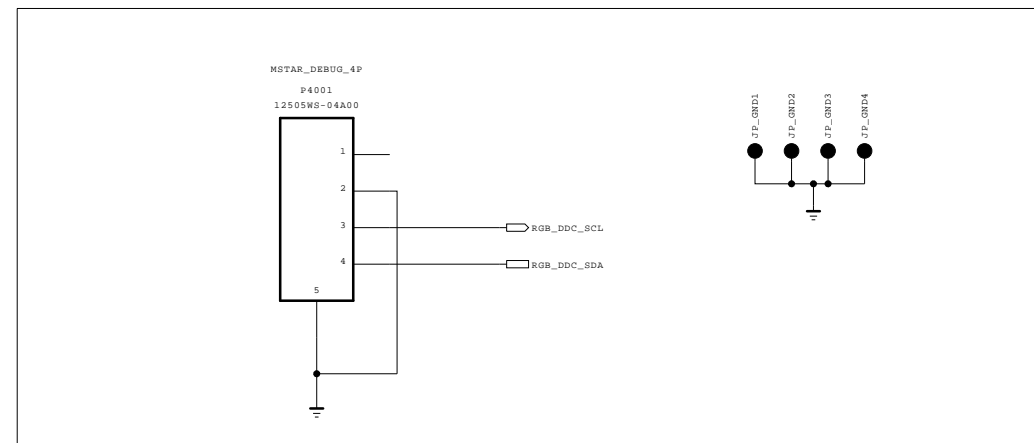 MSTAR_DEBUG_4P
P4001
12505WS-04A00
1
2
3
4
5
RGB_DDC_SCL
RGB_DDC_SDA
JP_GND1
JP_GND2
JP_GND3
JP_GND4